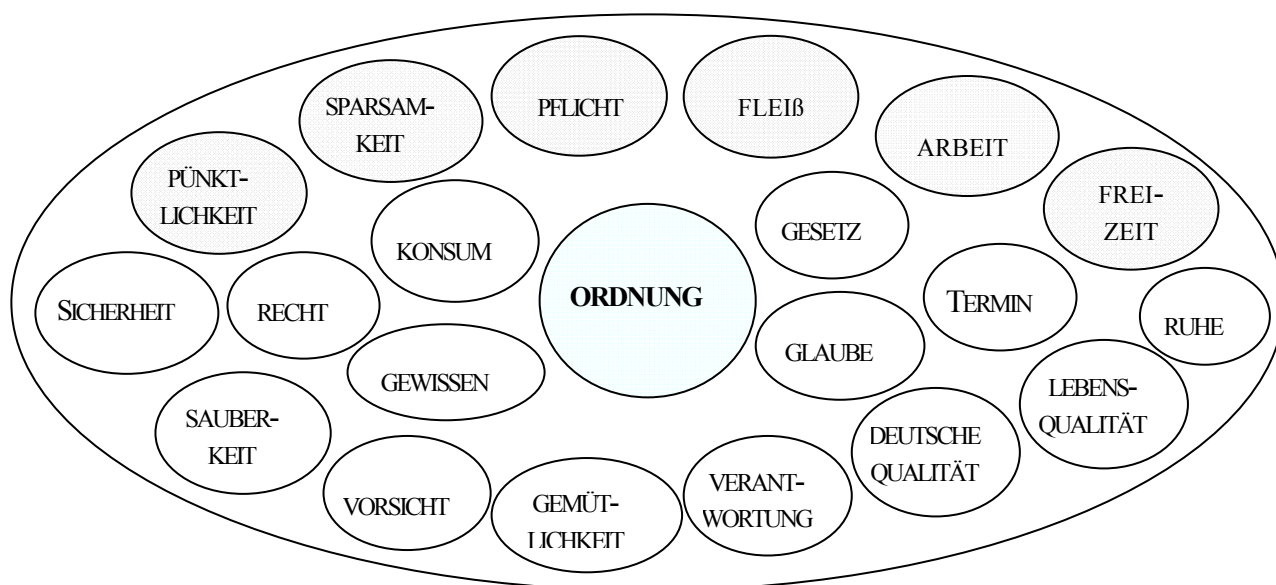 SPARSAM-
KEIT
PFLICHT
FLEIß
ARBEIT
PÜNKT-
LICHKEIT
FREI-
ZEIT
KONSUM
GESETZ
ORDNUNG
SICHERHEIT
RECHT
TERMIN
RUHE
GLAUBE
GEWISSEN
LEBENS-
QUALITÄT
SAUBER-
KEIT
DEUTSCHE
QUALITÄT
VORSICHT
GEMÜT-
LICHKEIT
VERANT-
WORTUNG